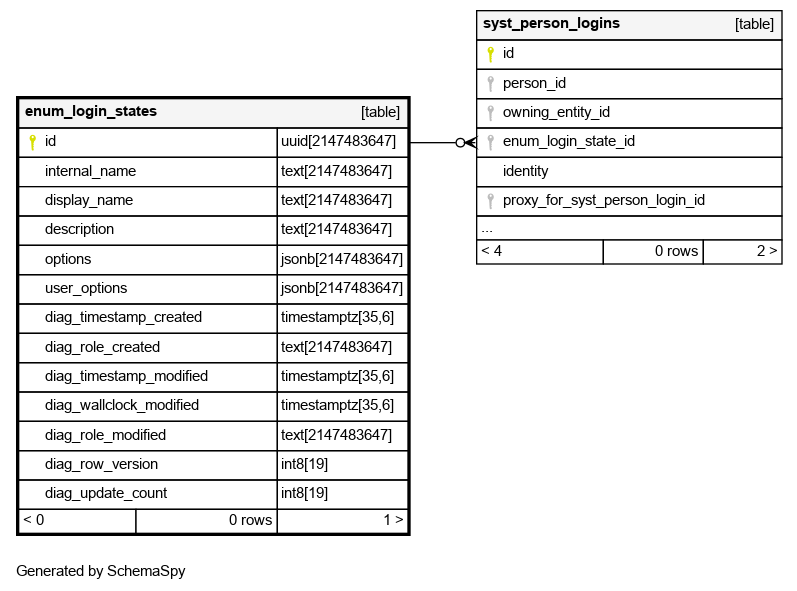 syst_person_logins [table]
id
person_id
owning_entity_id
enum_login_state_id
identity
proxy_for_syst_person_login_id
...
< 4 0 rows 2 >
enum_login_states [table]
id uuid[2147483647]
internal_name text[2147483647]
display_name text[2147483647]
description text[2147483647]
options jsonb[2147483647]
user_options jsonb[2147483647]
diag_timestamp_created timestamptz[35,6]
diag_role_created text[2147483647]
diag_timestamp_modified timestamptz[35,6]
diag_wallclock_modified timestamptz[35,6]
diag_role_modified text[2147483647]
diag_row_version int8[19]
diag_update_count int8[19]
< 0 0 rows 1 >
Generated by SchemaSpy